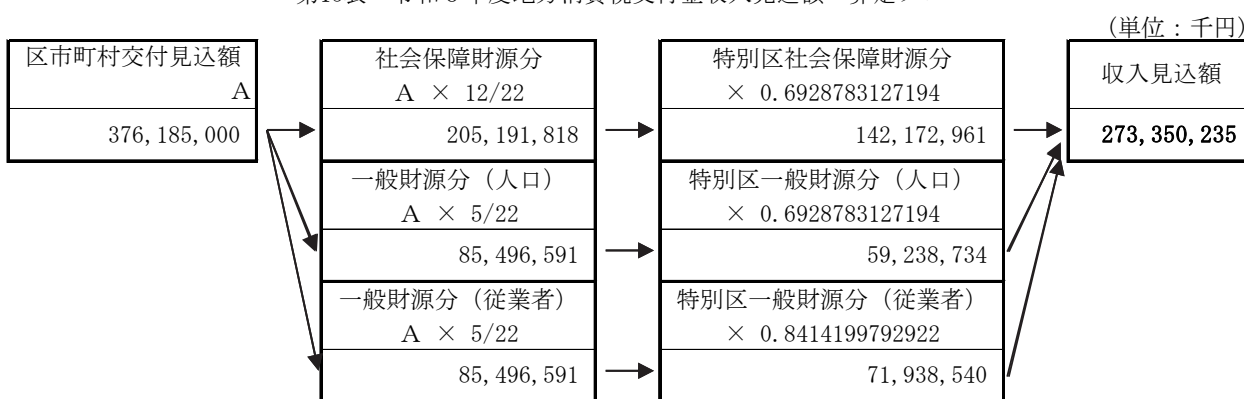 (単位：千円)
区市町村交付見込額
A
376,185,000
社会保障財源分
A × 12/22
205,191,818
特別区社会保障財源分
× 0.6928783127194
142,172,961
収入見込額
273,350,235
一般財源分（人口）
A × 5/22
85,496,591
特別区一般財源分（人口）
× 0.6928783127194
59,238,734
一般財源分（従業者）
A × 5/22
85,496,591
特別区一般財源分（従業者）
× 0.8414199792922
71,938,540